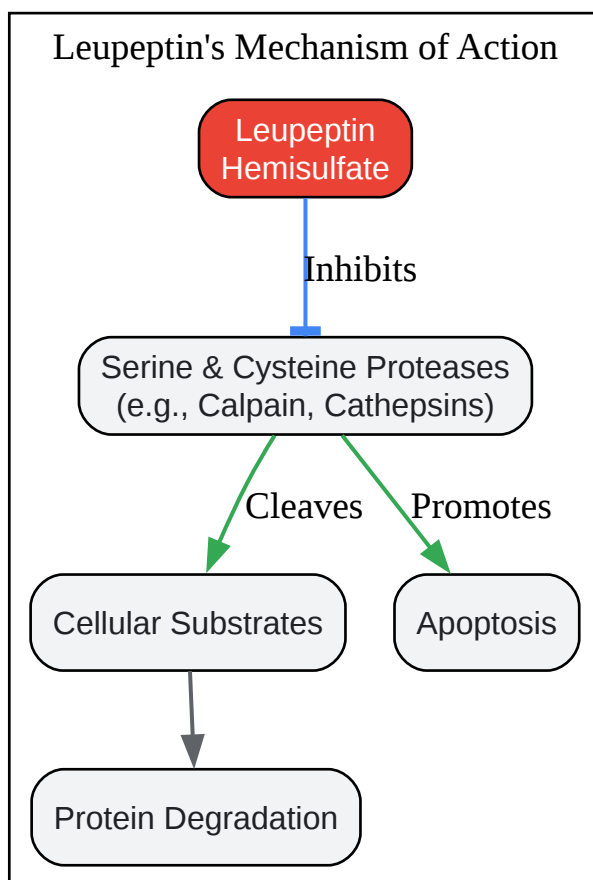 Leupeptin's Mechanism of Action
Leupeptin
Hemisulfate
Inhibits
Serine & Cysteine Proteases
(e.g., Calpain, Cathepsins)
Cleaves
Promotes
Cellular Substrates
Apoptosis
Protein Degradation